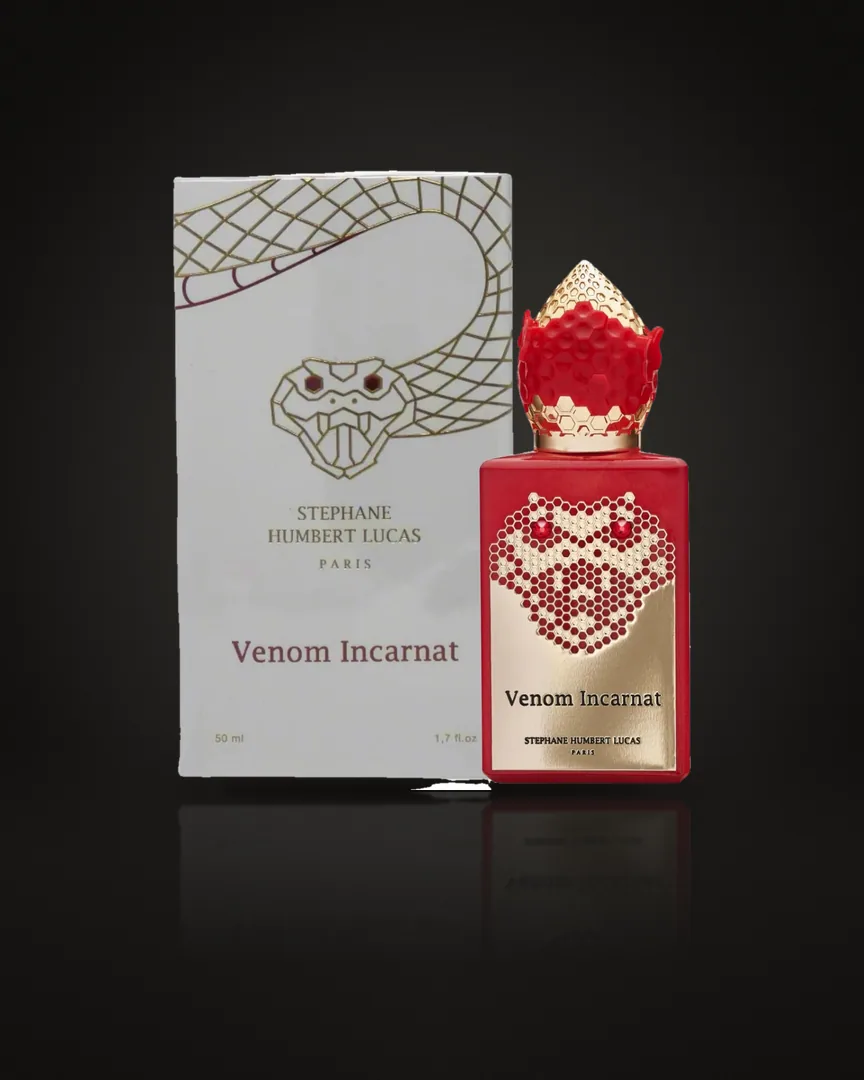 STEPHANE
HUMBERT LUCAS
PARIS
Venom Incarnat
50 ml
1,7 fl.oz
Venom Incarnat
STEPHANE HUMBERT LUCAS
PARIS